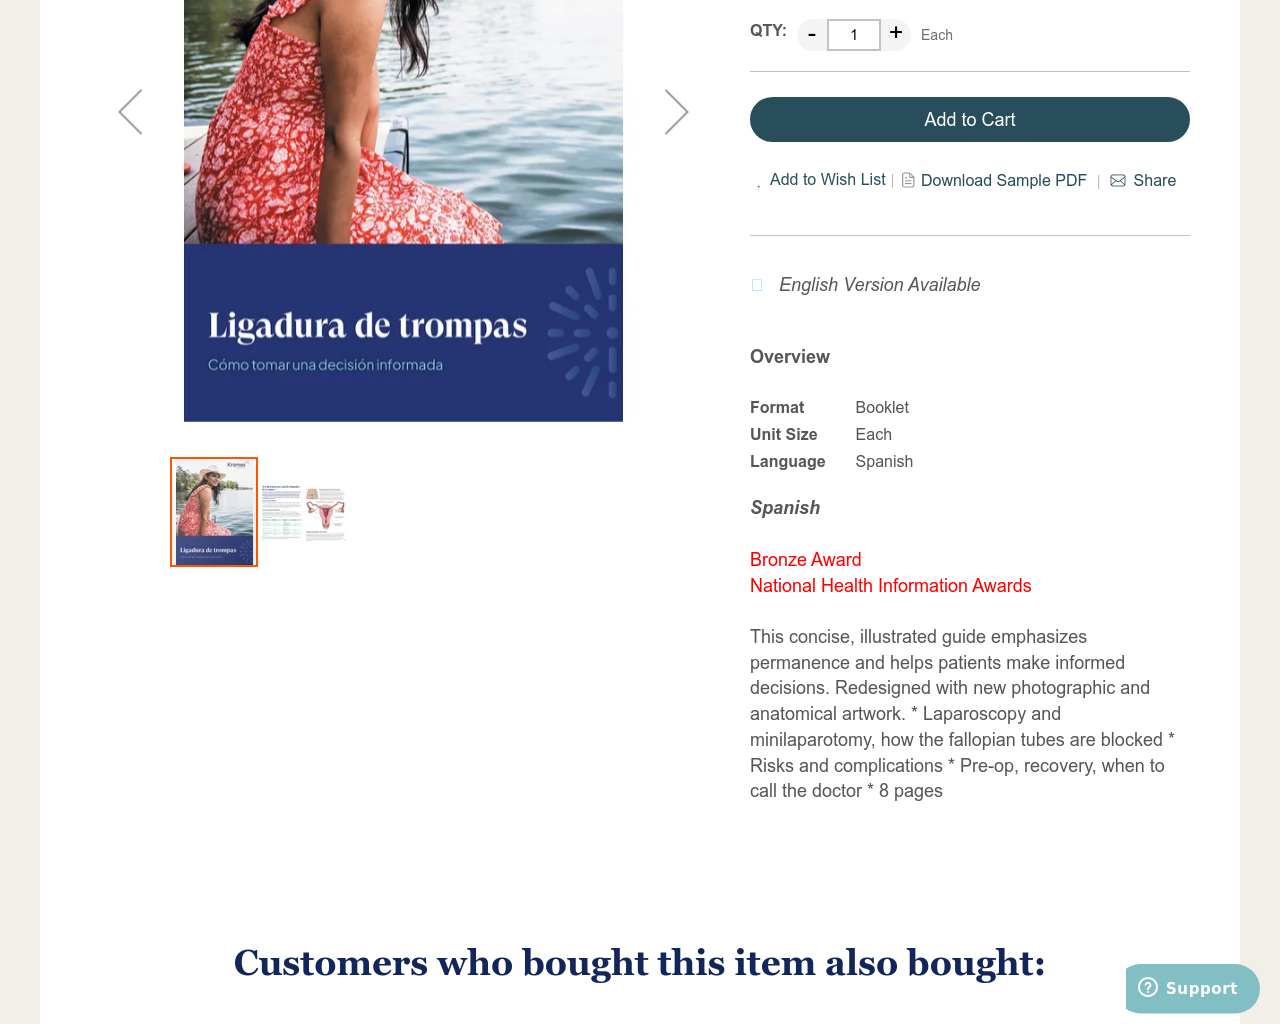 QTY:
-
1
+
Each
Add to Cart
Add to Wish List | Download Sample PDF | Share
English Version Available
Ligadura de trompas
Cómo tomar una decisión informada
Overview
Format Booklet
Unit Size Each
Language Spanish
Krames
Ligadura de trompas
Spanish
Bronze Award
National Health Information Awards
This concise, illustrated guide emphasizes
permanence and helps patients make informed
decisions. Redesigned with new photographic and
anatomical artwork. * Laparoscopy and
minilaparotomy, how the fallopian tubes are blocked *
Risks and complications * Pre-op, recovery, when to
call the doctor * 8 pages
Customers who bought this item also bought:
Support